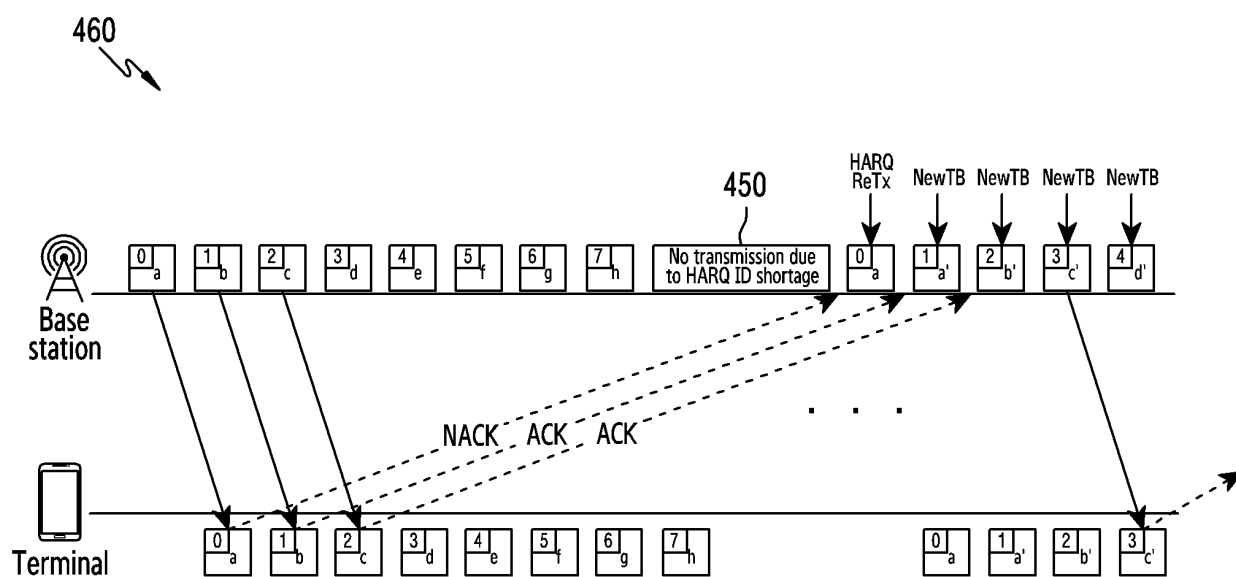 460
HARQ
ReTx
NewTB NewTB NewTB NewTB
450
0 a 1 b 2 c 3 d 4 e 5 f 6 g 7 h
No transmission due
to HARQ ID shortage
0 a 1 a' 2 b' 3 c' 4 d'
Base
station
. . .
NACK ACK ACK
Terminal
0 a 1 b 2 c 3 d 4 e 5 f 6 g 7 h
0 a 1 a' 2 b' 3 c'